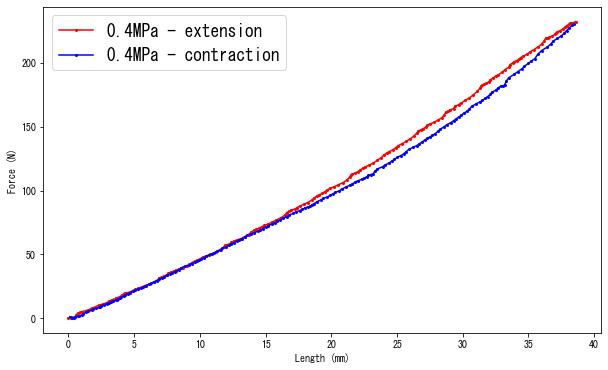 0.4MPa - extension
0.4MPa - contraction
200
150
100
50
0
Force (N)
0 5 10 15 20 25 30 35 40
Length (mm)